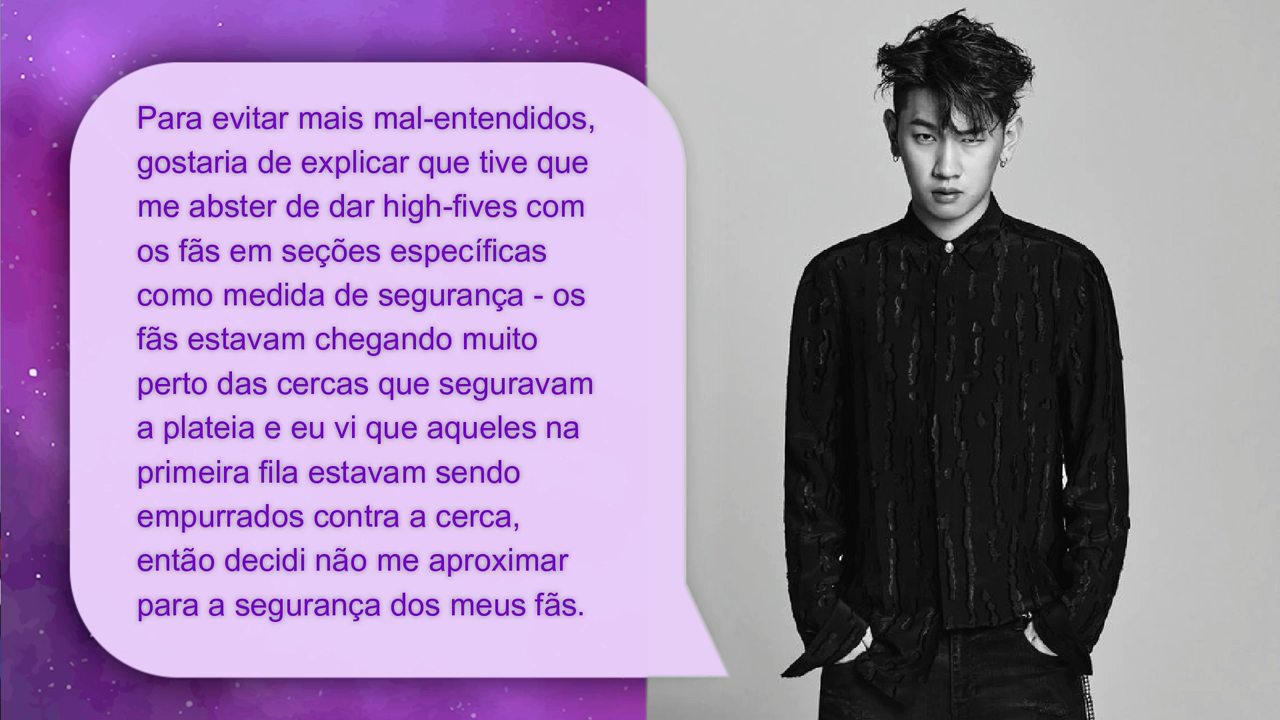 Para evitar mais mal-entendidos,
gostaria de explicar que tive que
me abster de dar high-fives com
os fãs em seções específicas
como medida de segurança - os
fãs estavam chegando muito
perto das cercas que seguravam
a plateia e eu vi que aqueles na
primeira fila estavam sendo
empurrados contra a cerca,
então decidi não me aproximar
para a segurança dos meus fãs.